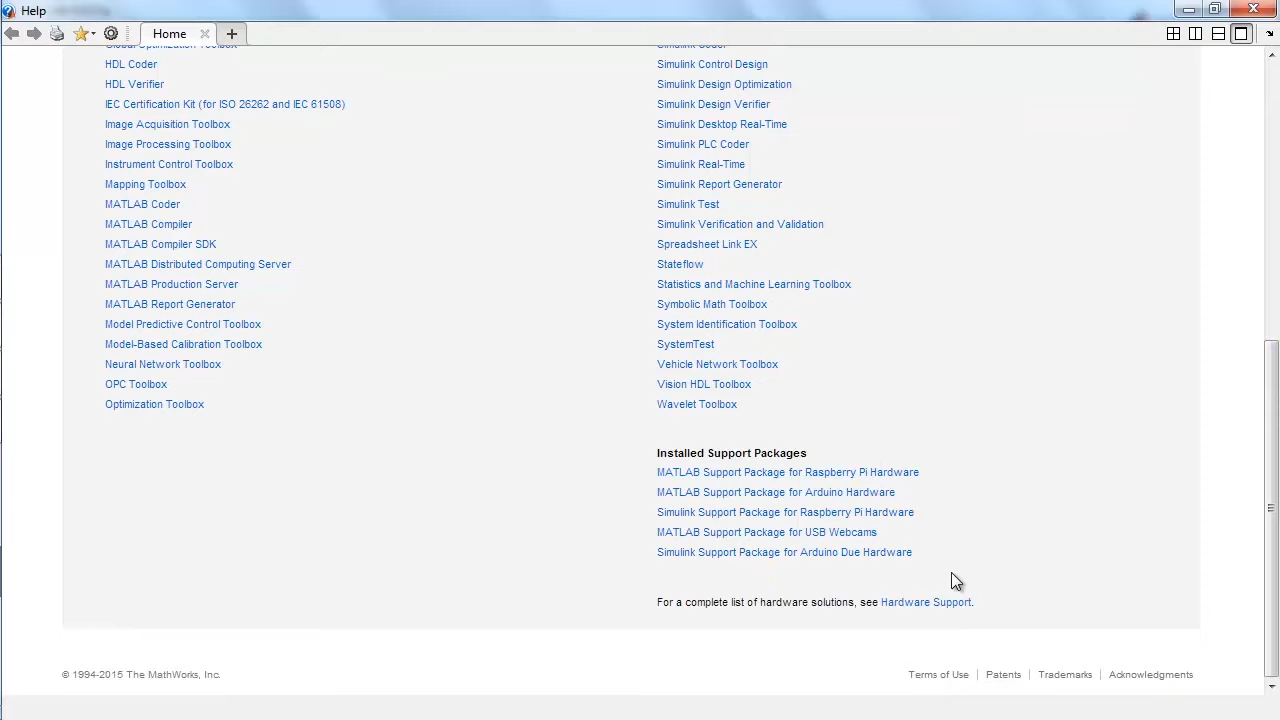 Help
Home
Global Optimization Toolbox
HDL Coder
HDL Verifier
IEC Certification Kit (for ISO 26262 and IEC 61508)
Image Acquisition Toolbox
Image Processing Toolbox
Instrument Control Toolbox
Mapping Toolbox
MATLAB Coder
MATLAB Compiler
MATLAB Compiler SDK
MATLAB Distributed Computing Server
MATLAB Production Server
MATLAB Report Generator
Model Predictive Control Toolbox
Model-Based Calibration Toolbox
Neural Network Toolbox
OPC Toolbox
Optimization Toolbox
Simulink Coder
Simulink Control Design
Simulink Design Optimization
Simulink Design Verifier
Simulink Desktop Real-Time
Simulink PLC Coder
Simulink Real-Time
Simulink Report Generator
Simulink Test
Simulink Verification and Validation
Spreadsheet Link EX
Stateflow
Statistics and Machine Learning Toolbox
Symbolic Math Toolbox
System Identification Toolbox
SystemTest
Vehicle Network Toolbox
Vision HDL Toolbox
Wavelet Toolbox
Installed Support Packages
MATLAB Support Package for Raspberry Pi Hardware
MATLAB Support Package for Arduino Hardware
Simulink Support Package for Raspberry Pi Hardware
MATLAB Support Package for USB Webcams
Simulink Support Package for Arduino Due Hardware
For a complete list of hardware solutions, see Hardware Support.
© 1994-2015 The MathWorks, Inc.
Terms of Use | Patents | Trademarks | Acknowledgments